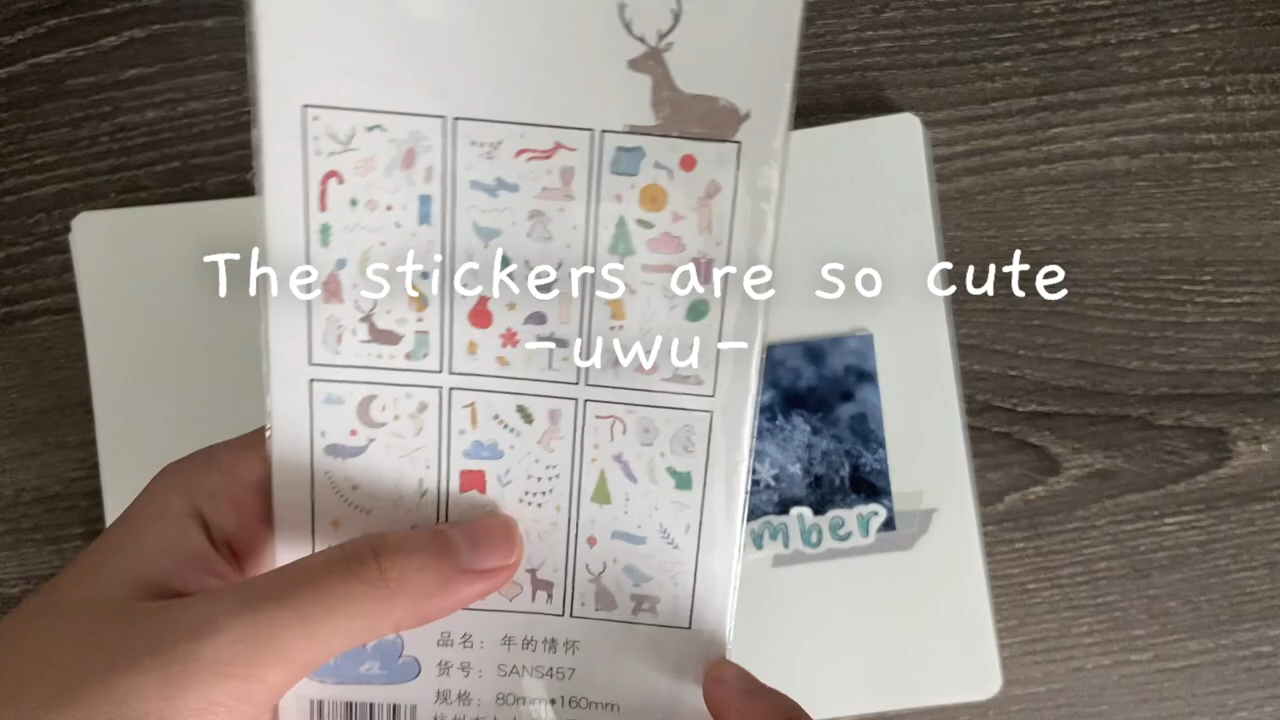 The stickers are so cute
-uwu-
mber
品名: 年的情怀
货号: SANS457
规格: 80mm*160mm